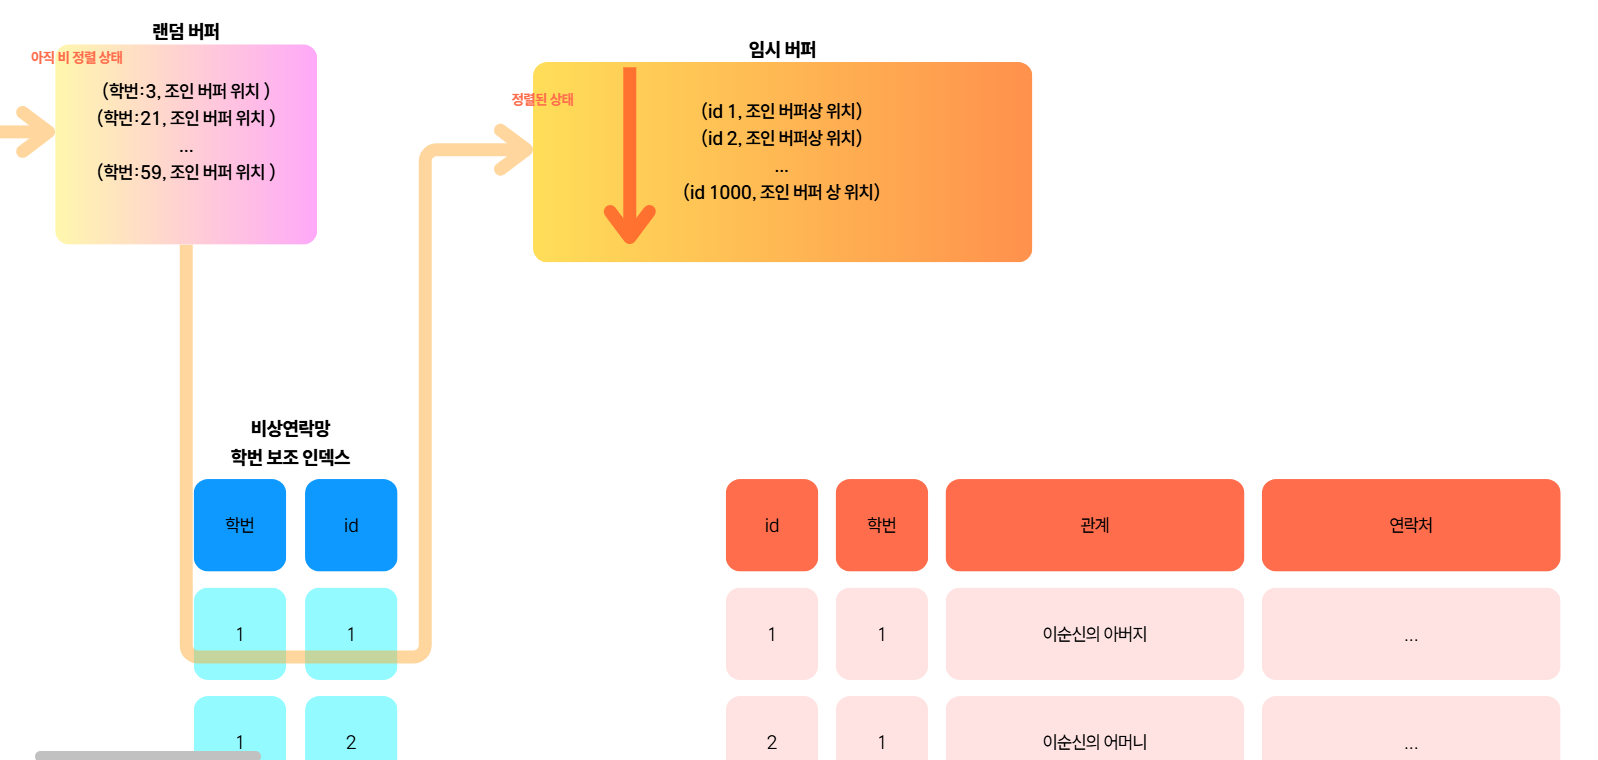 랜덤 버퍼
아직 비 정렬 상태
(학번:3, 조인 버퍼 위치 )
(학번:21, 조인 버퍼 위치 )
...
(학번:59, 조인 버퍼 위치 )
임시 버퍼
정렬된 상태
(id 1, 조인 버퍼상 위치)
(id 2, 조인 버퍼상 위치)
...
(id 1000, 조인 버퍼 상 위치)
비상연락망
학번 보조 인덱스
학번 id
1 1
1 2
id 학번 관계 연락처
1 1 이순신의 아버지 ...
2 1 이순신의 어머니 ...